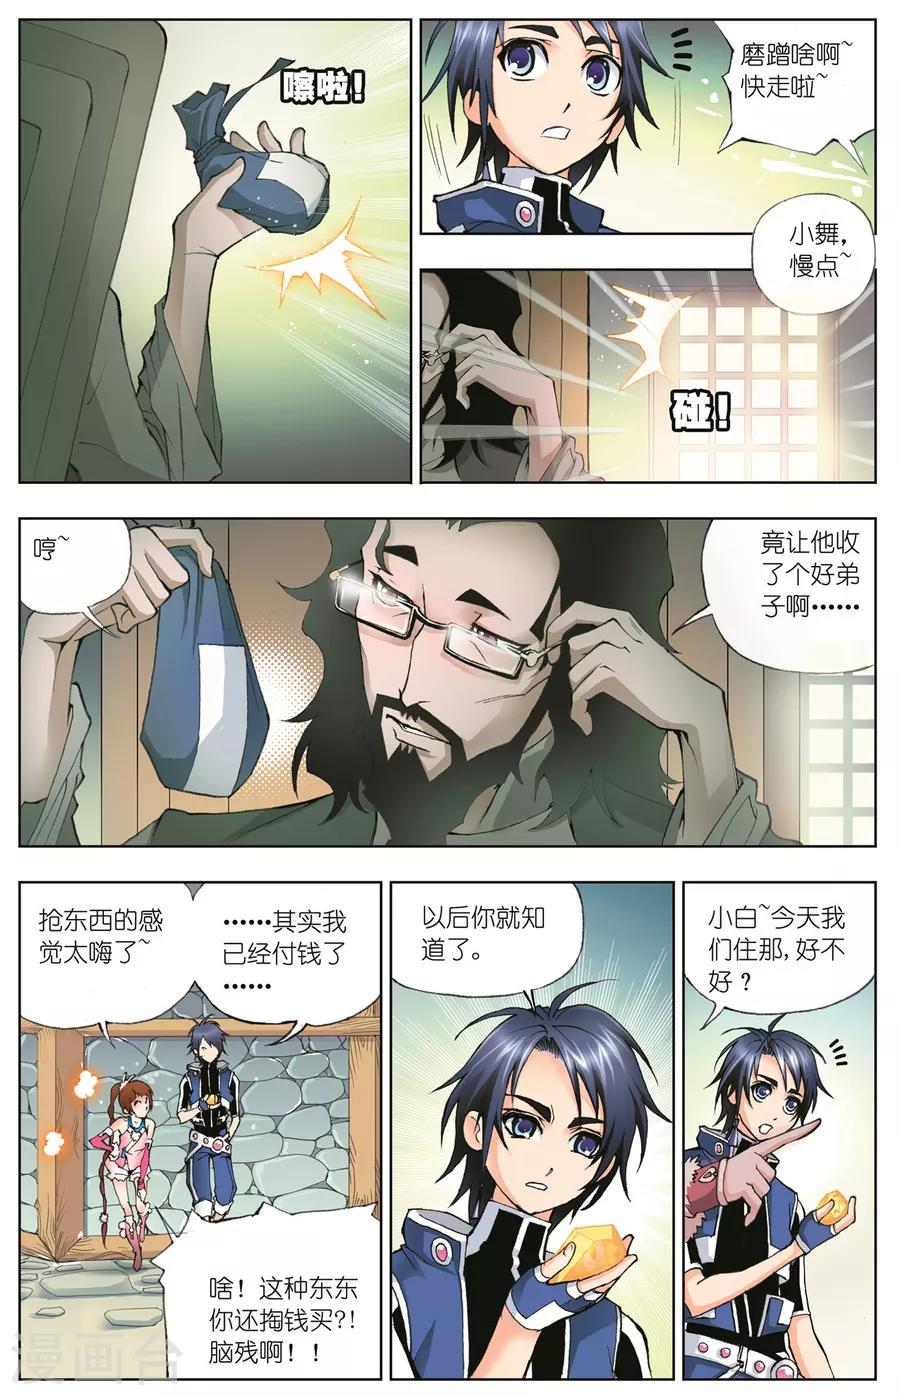 嚓啦！
磨蹭啥啊~
快走啦~
小舞，
慢点~
碰！
哼~
竟让他收
了个好弟
子啊……
抢东西的感
觉太嗨了~
……其实我
已经付钱了
……
啥！这种东东
你还掏钱买?!
脑残啊！！
以后你就知
道了。
小白~今天我
们住那,好不
好？
漫画台